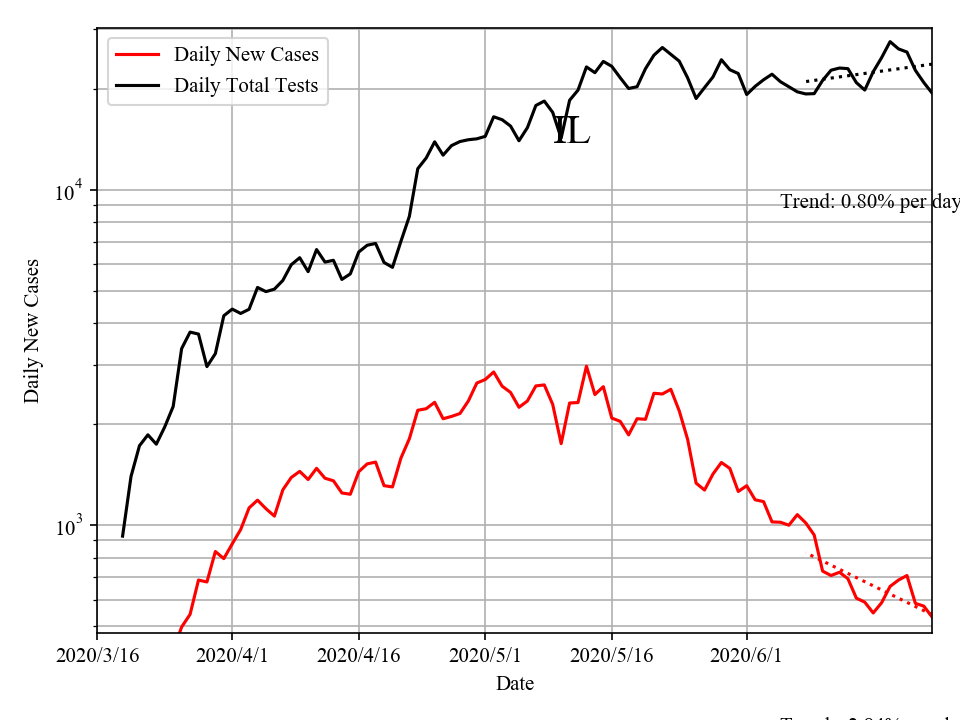 Daily New Cases
Daily Total Tests
IL
10^4
Trend: 0.80% per day
Daily New Cases
10^3
2020/3/16 2020/4/1 2020/4/16 2020/5/1 2020/5/16 2020/6/1
Date